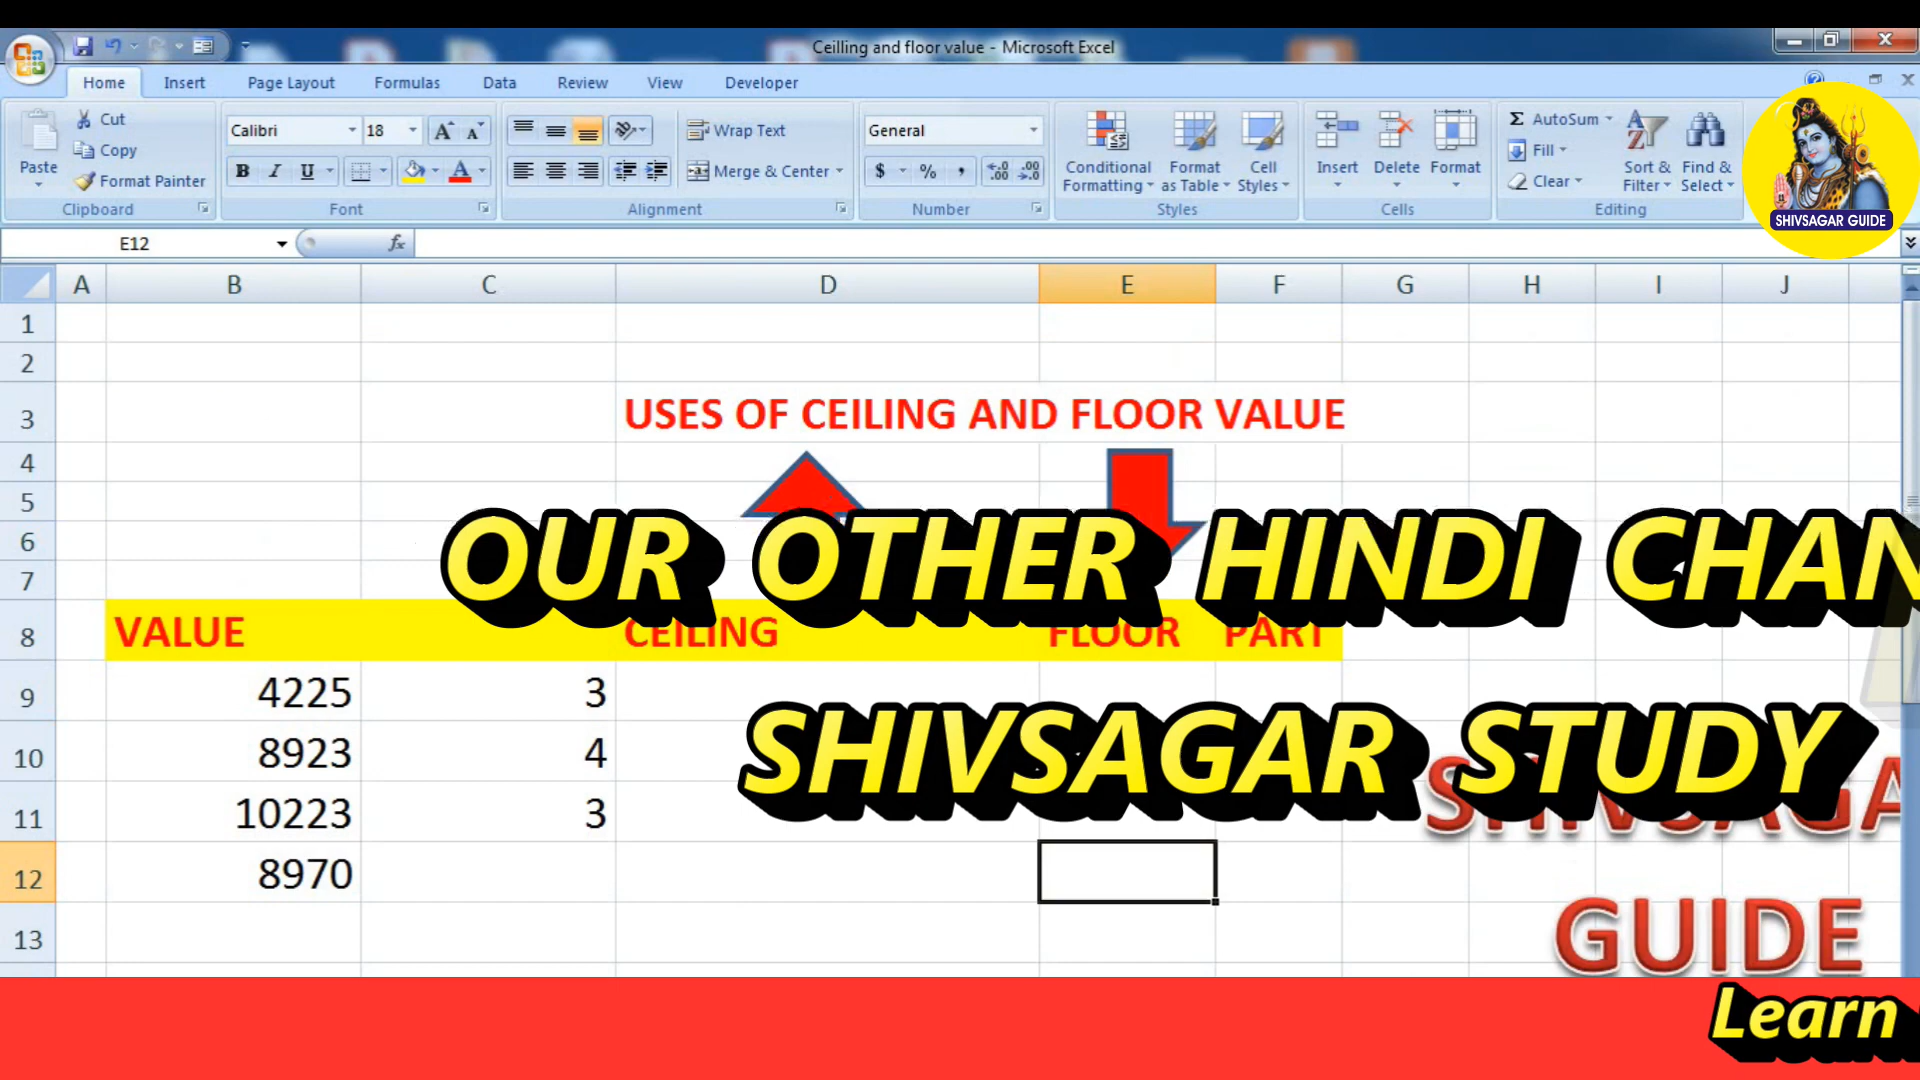 Ceilling and floor value - Microsoft Excel
Home Insert Page Layout Formulas Data Review View Developer
Cut
Copy
Format Painter
Paste
Clipboard
Calibri 18
B I U
Font
Wrap Text
Merge & Center
Alignment
General
$ % ,
Number
Conditional Formatting
Format as Table
Cell Styles
Styles
Insert Delete Format
Cells
Σ AutoSum
Fill
Clear
Sort & Filter
Find & Select
Editing
SHIVSAGAR GUIDE
E12 fx
A B C D E F G H I J
1
2
3 USES OF CEILING AND FLOOR VALUE
4
5
6
7
OUR OTHER HINDI CHAN
8 VALUE CEILING FLOOR PART
9 4225 3
10 8923 4
SHIVSAGAR STUDY
11 10223 3
SHIVSAGA
12 8970
13
GUIDE
Learn